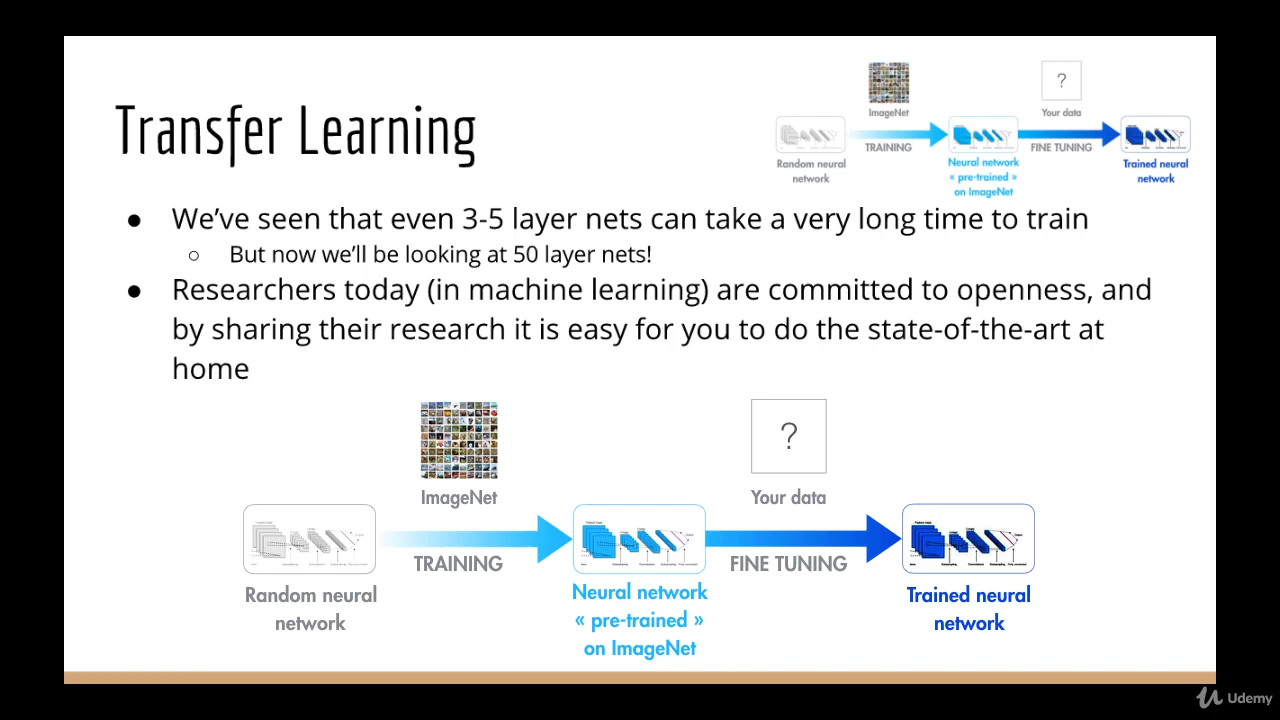 Transfer Learning
ImageNet
Your data
TRAINING
FINE TUNING
Random neural
network
Neural network
« pre-trained »
on ImageNet
Trained neural
network
● We’ve seen that even 3-5 layer nets can take a very long time to train
○ But now we’ll be looking at 50 layer nets!
● Researchers today (in machine learning) are committed to openness, and
by sharing their research it is easy for you to do the state-of-the-art at
home
?
?
ImageNet
Your data
TRAINING
FINE TUNING
Random neural
network
Neural network
« pre-trained »
on ImageNet
Trained neural
network
Udemy